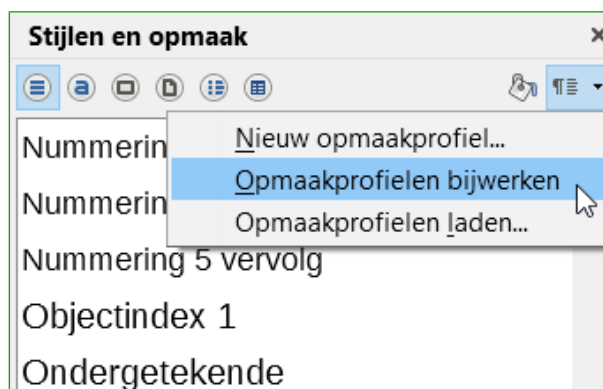 Stijlen en opmaak
Nieuw opmaakprofiel...
Nummerin
Opmaakprofielen bijwerken
Nummerin
Opmaakprofielen laden...
Nummering 5 vervolg
Objectindex 1
Ondergetekende